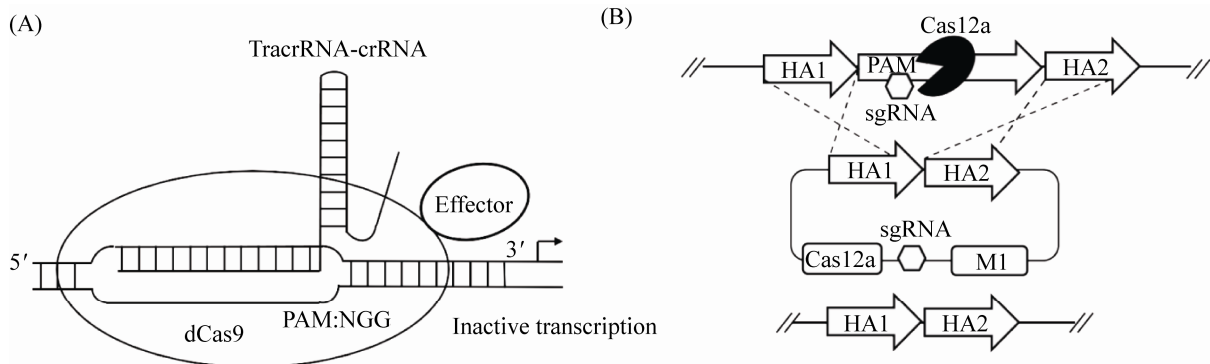 (A)
TracrRNA-crRNA
Effector
5′
3′
dCas9
PAM:NGG
Inactive transcription
(B)
Cas12a
HA1
PAM
HA2
sgRNA
HA1
HA2
sgRNA
Cas12a
M1
HA1
HA2